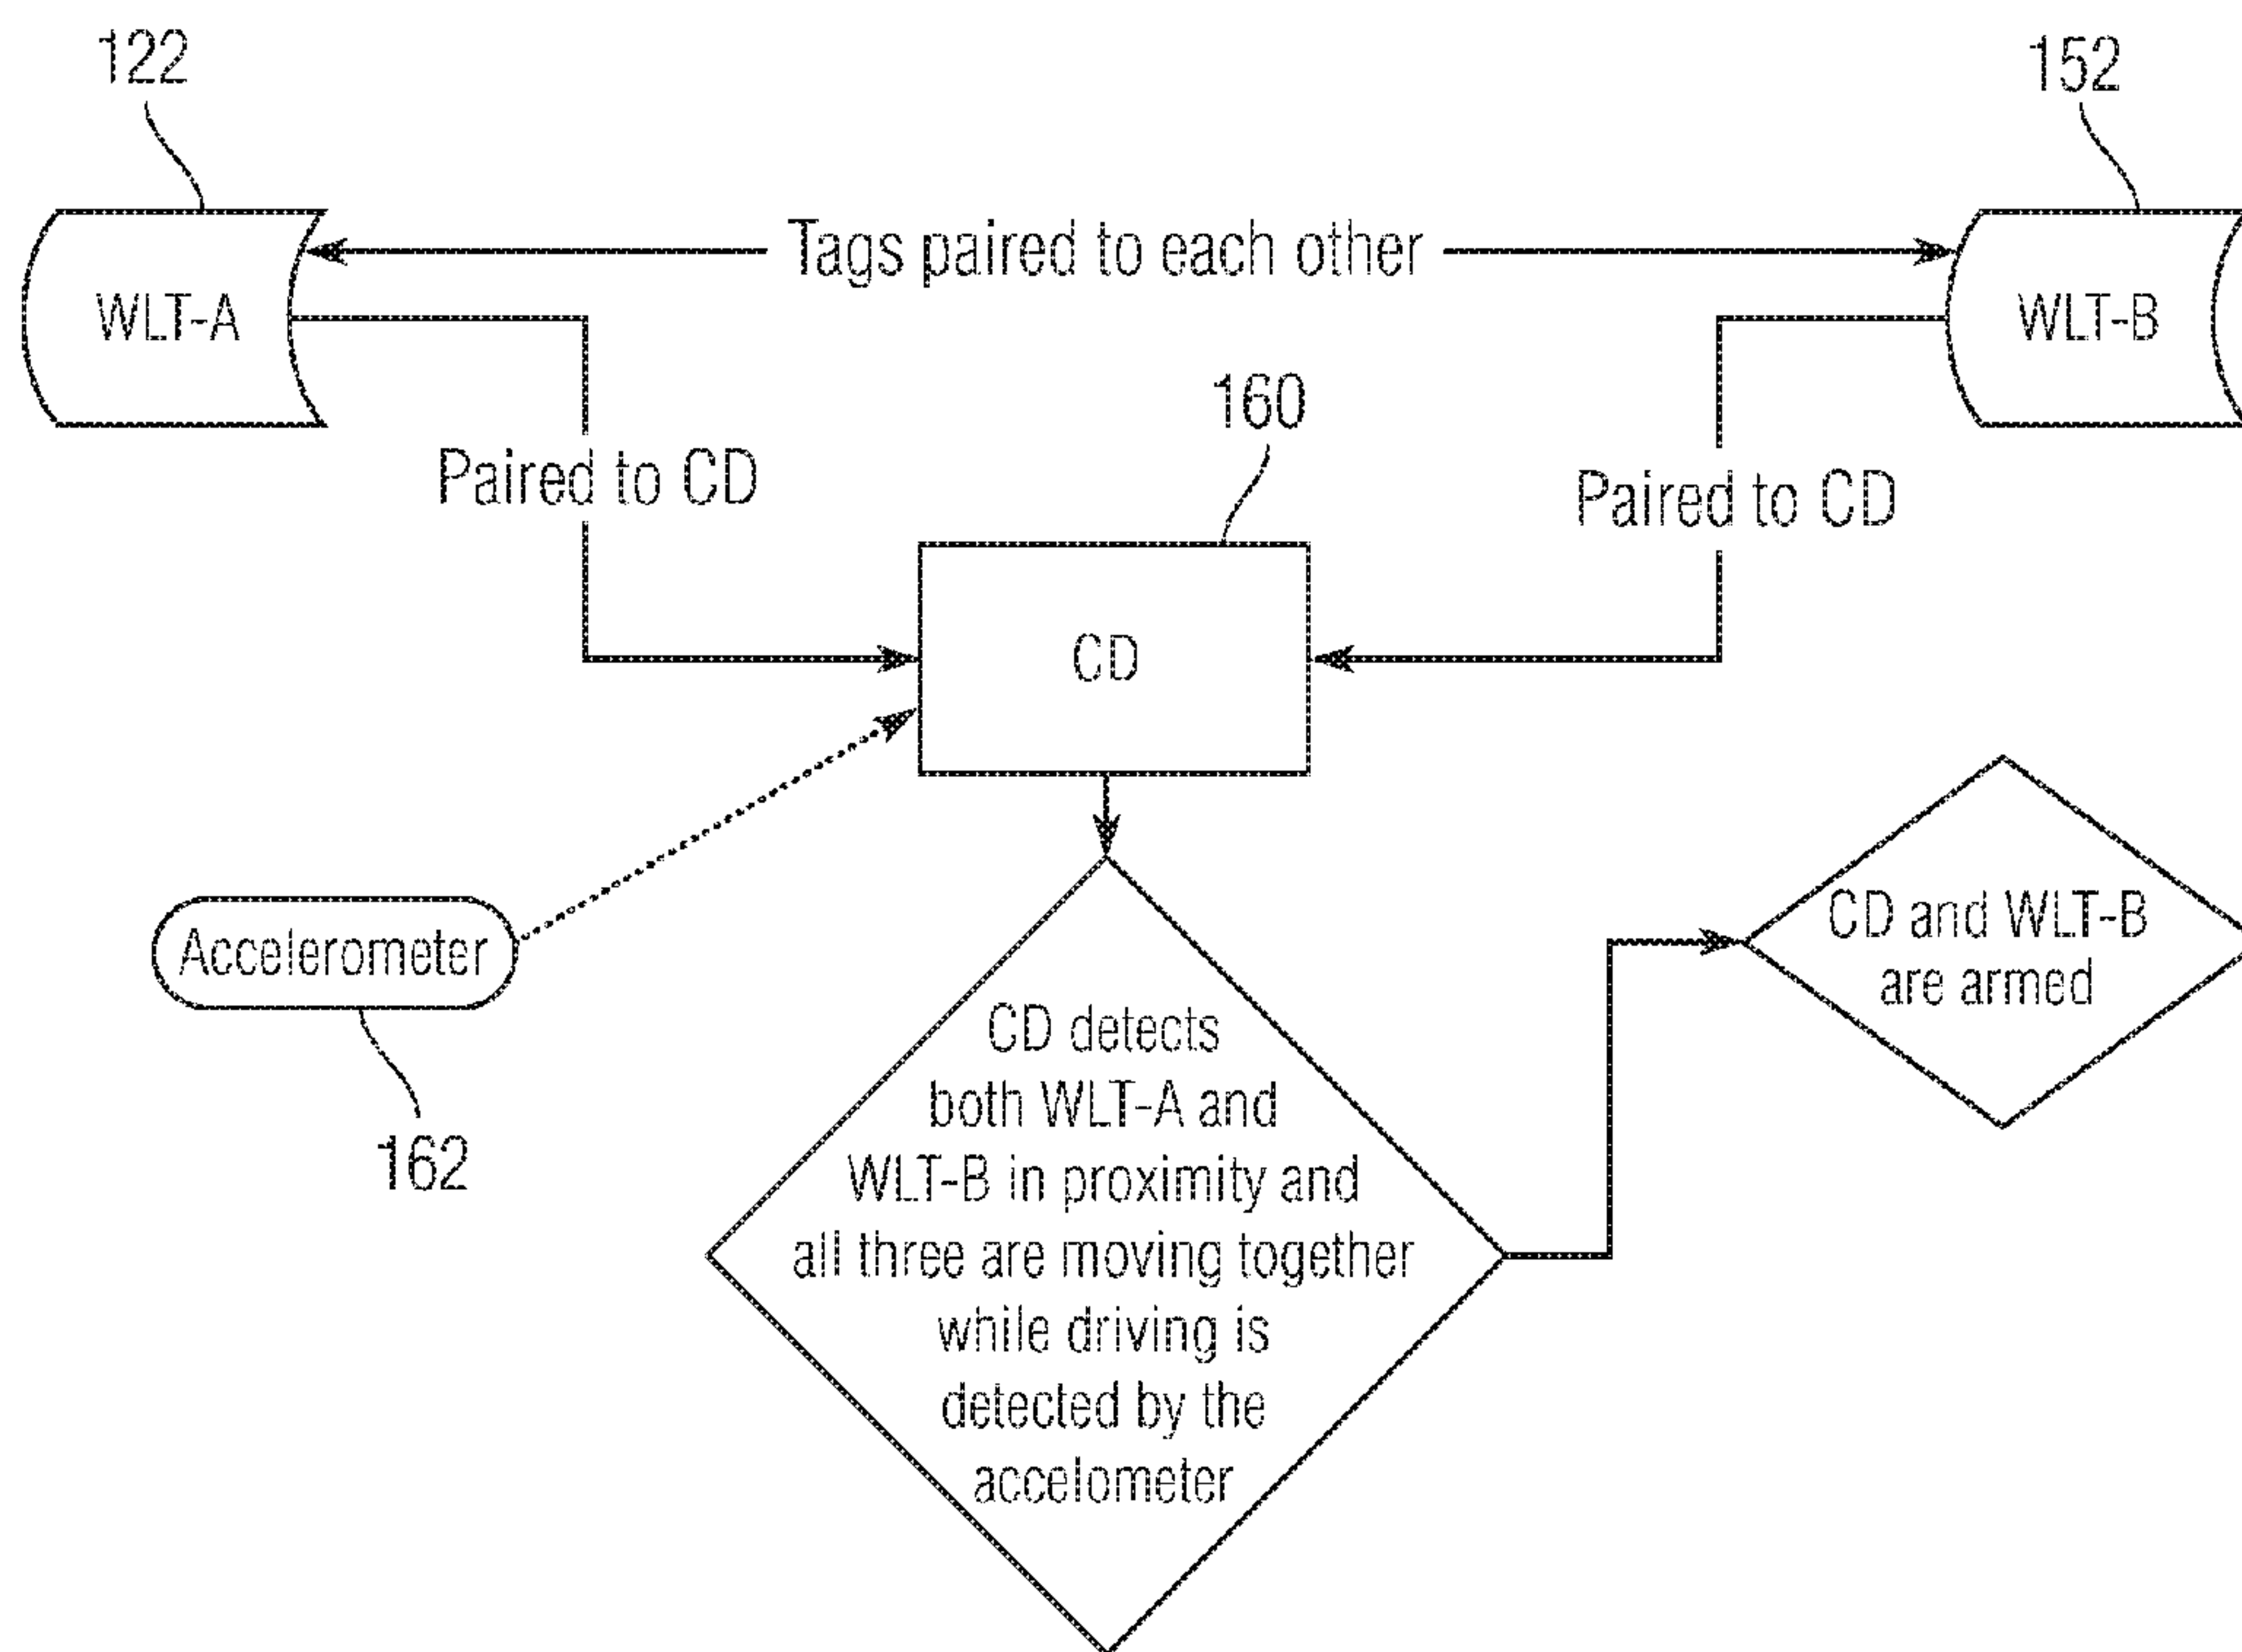 122
152
Tags paired to each other
WLT-A
WLT-B
160
Paired to CD
Paired to CD
CD
Accelerometer
162
CD and WLT-B
are armed
CD detects
both WLT-A and
WLT-B in proximity and
all three are moving together
while driving is
detected by the
accelometer